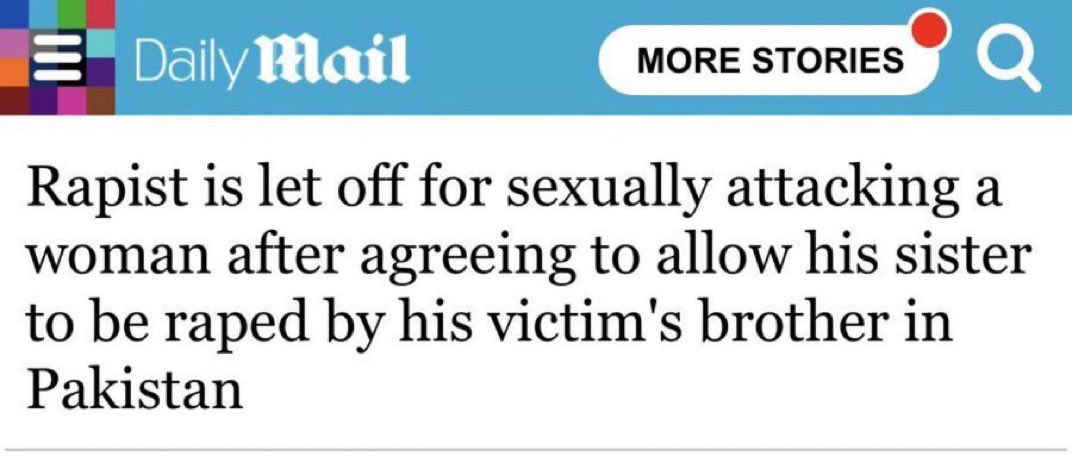 Daily Mail
MORE STORIES
Rapist is let off for sexually attacking a
woman after agreeing to allow his sister
to be raped by his victim's brother in
Pakistan